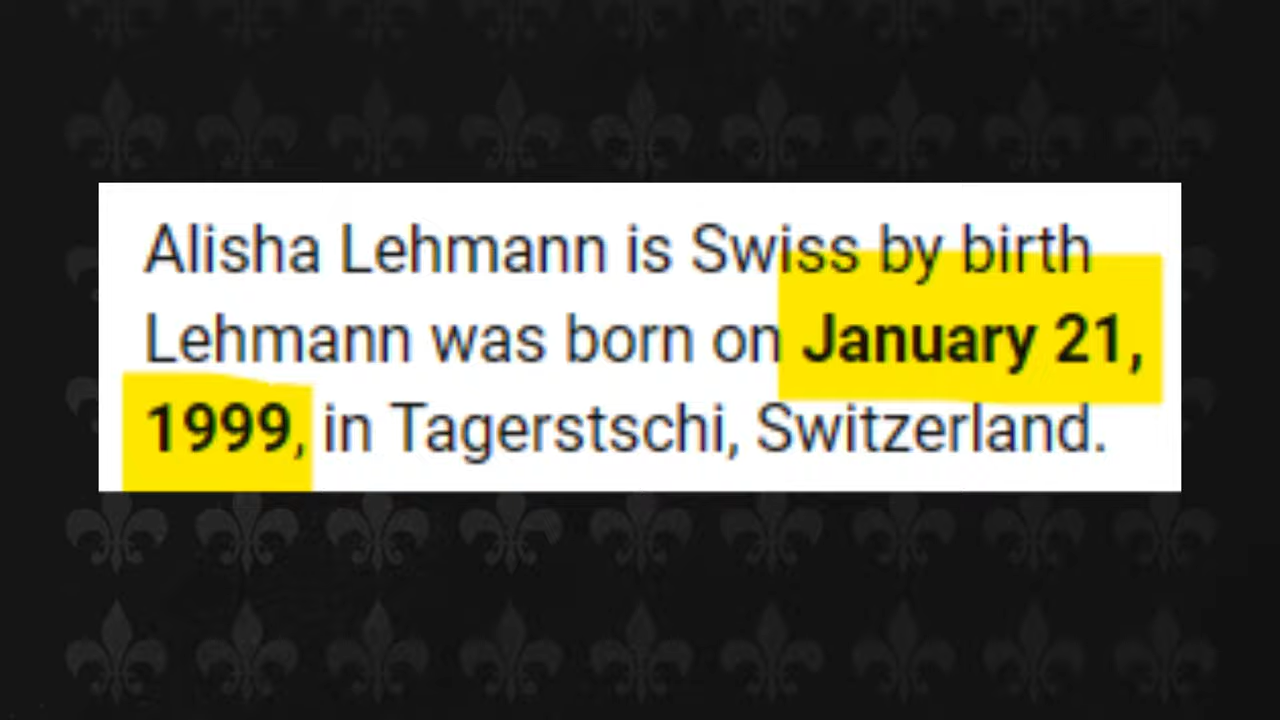 Alisha Lehmann is Swiss by birth
Lehmann was born on January 21,
1999, in Tagerstschi, Switzerland.